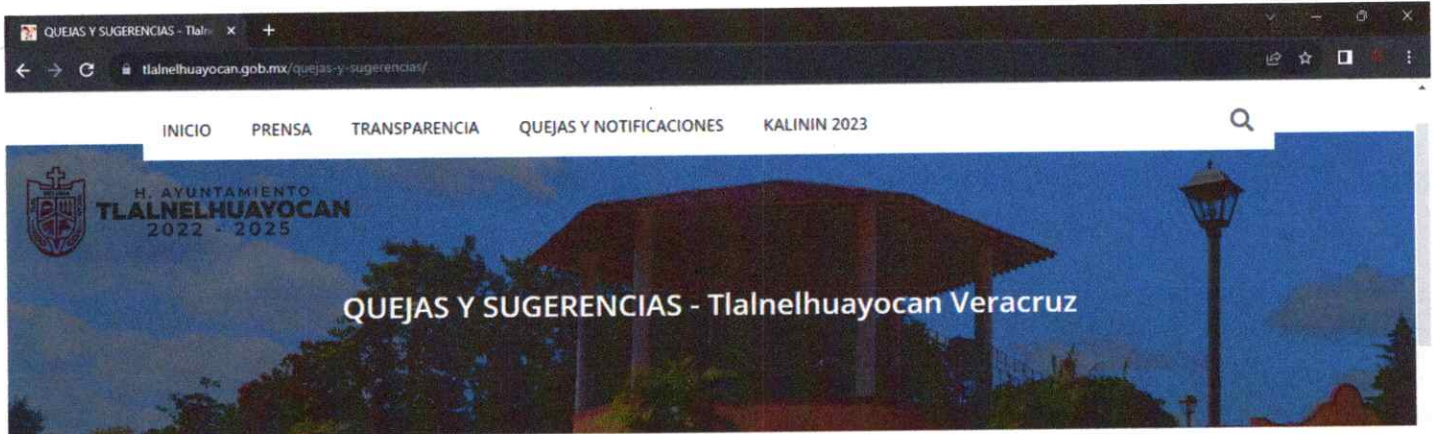 QUEJAS Y SUGERENCIAS - Tlaln
tlalnelhuayocan.gob.mx/quejas-y-sugerencias/
INICIO PRENSA TRANSPARENCIA QUEJAS Y NOTIFICACIONES KALININ 2023
H. AYUNTAMIENTO
TLALNELHUAYOCAN
2022 - 2025
QUEJAS Y SUGERENCIAS - Tlalnelhuayocan Veracruz